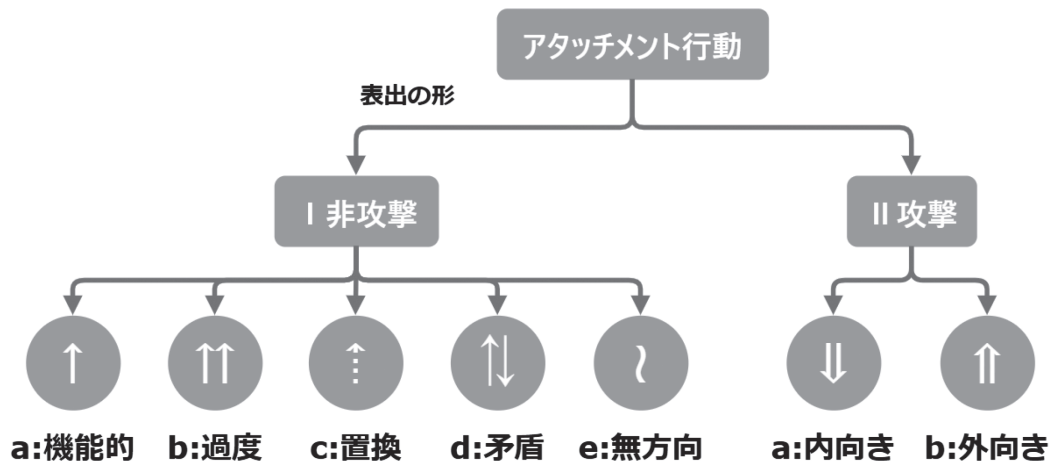 アタッチメント行動
表出の形
Ⅰ 非攻撃
Ⅱ 攻撃
a:機能的
b:過度
c:置換
d:矛盾
e:無方向
a:内向き
b:外向き